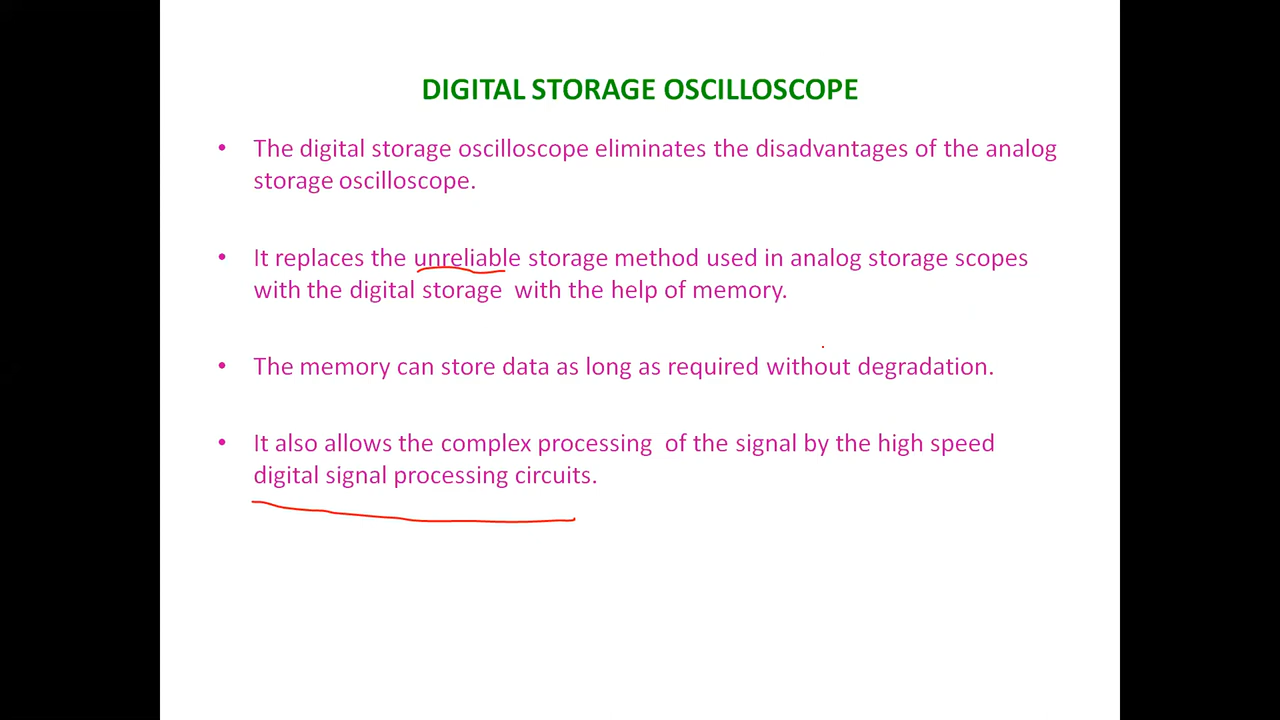 DIGITAL STORAGE OSCILLOSCOPE
• The digital storage oscilloscope eliminates the disadvantages of the analog
storage oscilloscope.
• It replaces the unreliable storage method used in analog storage scopes
with the digital storage with the help of memory.
• The memory can store data as long as required without degradation.
• It also allows the complex processing of the signal by the high speed
digital signal processing circuits.